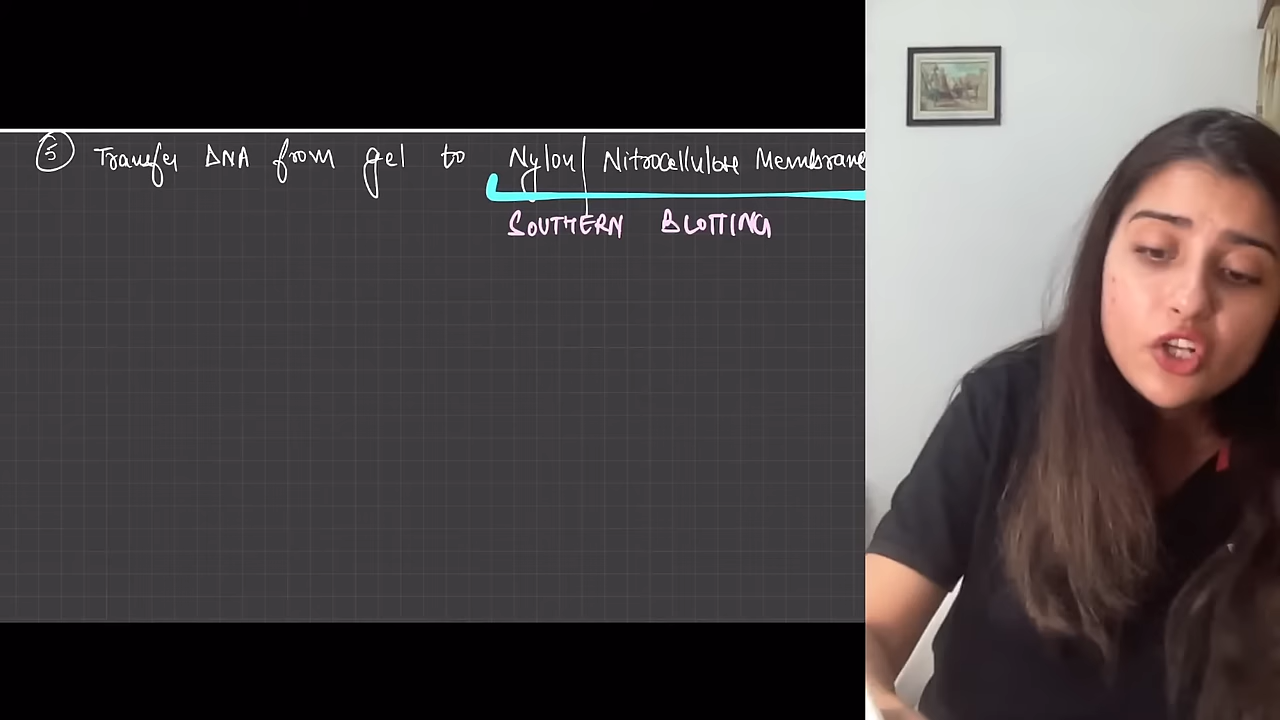 5 Transfer DNA from gel to Nylon/ Nitrocellulose Membrane
SOUTHERN BLOTTING